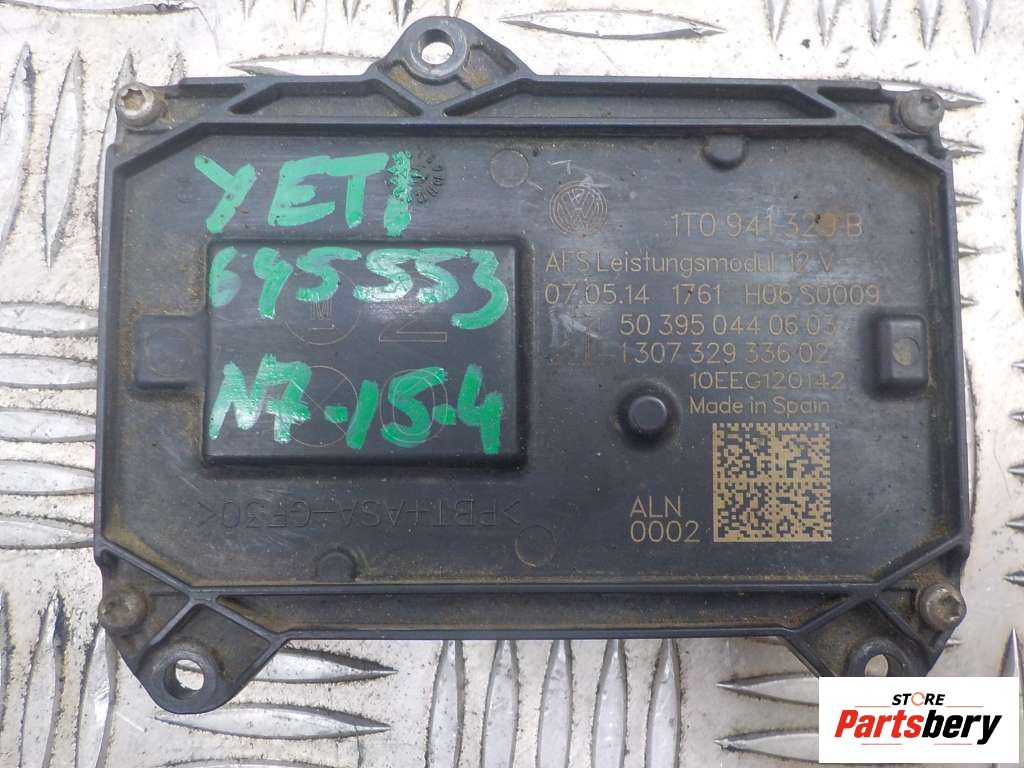 YETI
645553
N7-15-4
1T0 941 329 B
AFS Leistungsmodul 12 V
07.05.14 1761 H06 S0009
50 395 044 06 03
1 307 329 336 02
10EEG120142
Made in Spain
ALN
0002
>PBT+ASA-GF30<
STORE
Partsbery